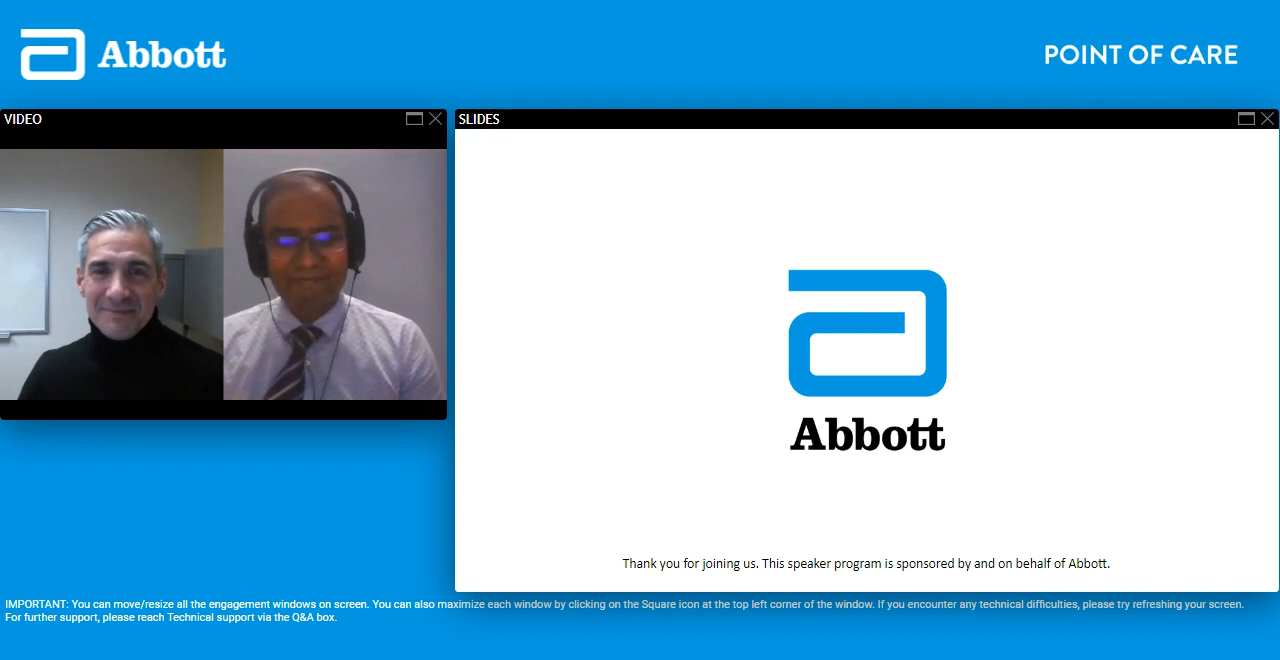 Abbott
POINT OF CARE
VIDEO
SLIDES
Abbott
Thank you for joining us. This speaker program is sponsored by and on behalf of Abbott.
IMPORTANT: You can move/resize all the engagement windows on screen. You can also maximize each window by clicking on the Square icon at the top left corner of the window. If you encounter any technical difficulties, please try refreshing your screen.
For further support, please reach Technical support via the Q&A box.